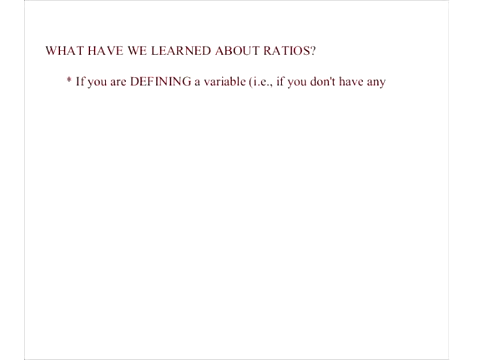 WHAT HAVE WE LEARNED ABOUT RATIOS?
* If you are DEFINING a variable (i.e., if you don't have any